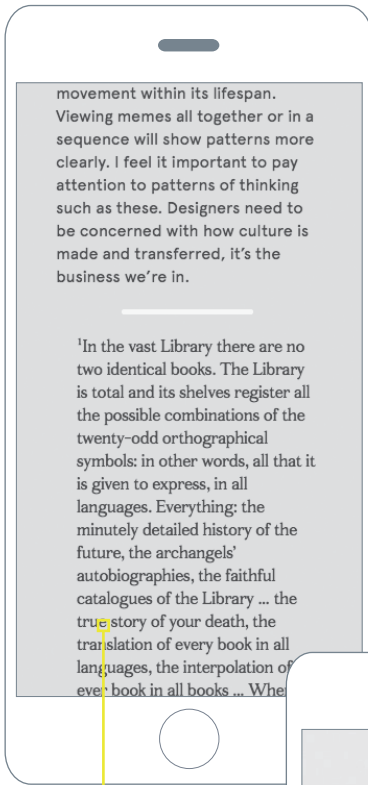 movement within its lifespan.
Viewing memes all together or in a
sequence will show patterns more
clearly. I feel it important to pay
attention to patterns of thinking
such as these. Designers need to
be concerned with how culture is
made and transferred, it's the
business we're in.
¹In the vast Library there are no
two identical books. The Library
is total and its shelves register all
the possible combinations of the
twenty-odd orthographical
symbols: in other words, all that it
is given to express, in all
languages. Everything: the
minutely detailed history of the
future, the archangels'
autobiographies, the faithful
catalogues of the Library ... the
true story of your death, the
translation of every book in all
languages, the interpolation of
ever book in all books ...